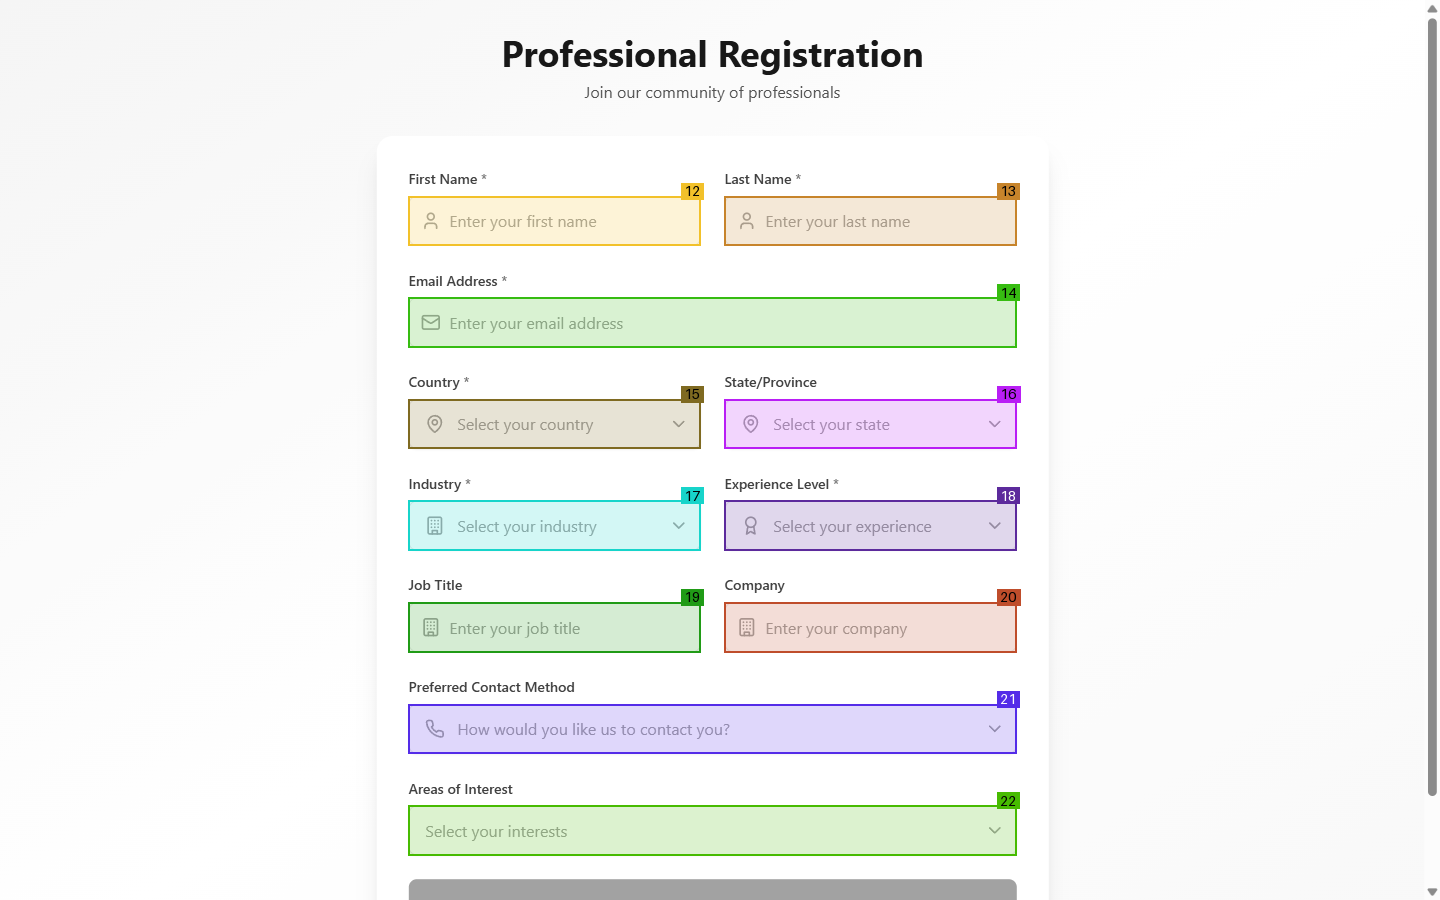 Professional Registration
Join our community of professionals
First Name *
Last Name *
12
13
Enter your first name
Enter your last name
Email Address *
14
Enter your email address
Country *
State/Province
15
16
Select your country
Select your state
Industry *
Experience Level *
17
18
Select your industry
Select your experience
Job Title
Company
19
20
Enter your job title
Enter your company
Preferred Contact Method
21
How would you like us to contact you?
Areas of Interest
22
Select your interests